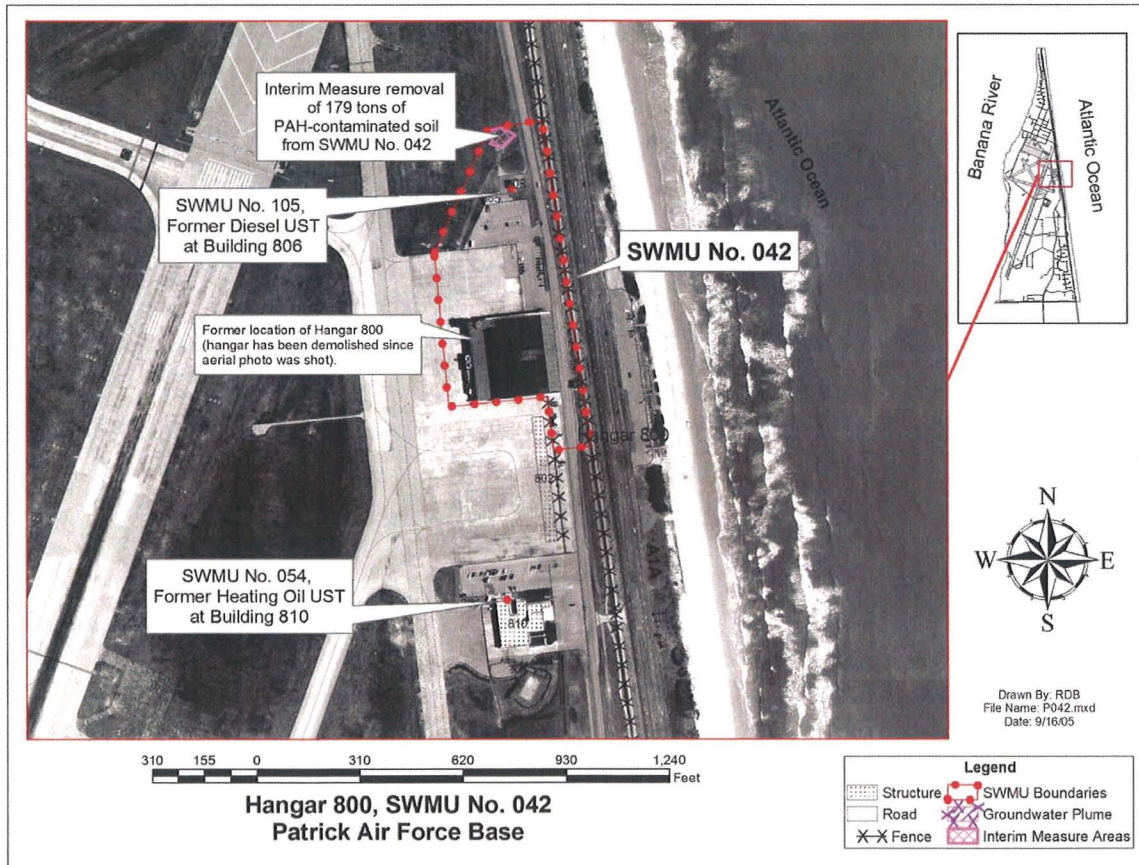 Interim Measure removal
of 179 tons of
PAH-contaminated soil
from SWMU No. 042
SWMU No. 105,
Former Diesel UST
at Building 806
SWMU No. 042
Former location of Hangar 800
(hangar has been demolished since
aerial photo was shot).
Hangar 800
802
SWMU No. 054,
Former Heating Oil UST
at Building 810
810
A1A
Atlantic Ocean
Banana River
Atlantic Ocean
N
W
E
S
Drawn By: RDB
File Name: P042.mxd
Date: 9/16/05
310 155 0 310 620 930 1,240
Feet
Hangar 800, SWMU No. 042
Patrick Air Force Base
Legend
Structure
SWMU Boundaries
Road
Groundwater Plume
Fence
Interim Measure Areas